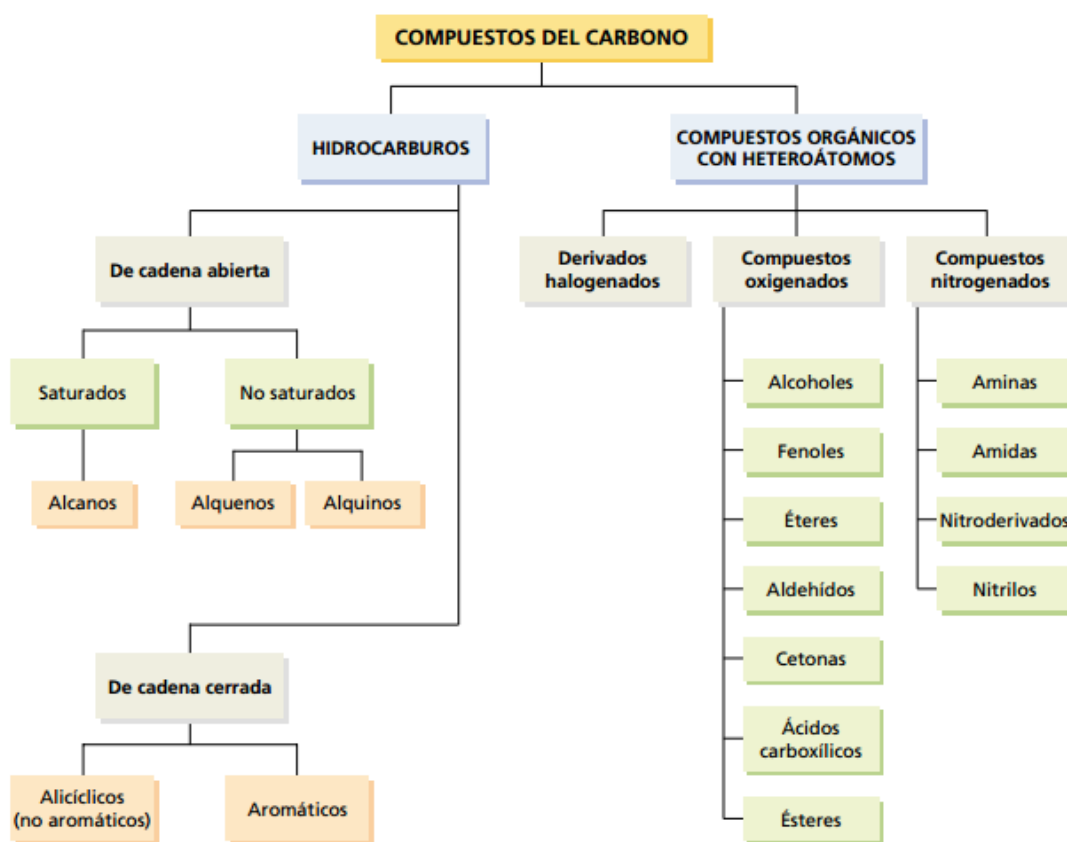 COMPUESTOS DEL CARBONO
HIDROCARBUROS
COMPUESTOS ORGÁNICOS
CON HETEROÁTOMOS
De cadena abierta
Derivados
halogenados
Compuestos
oxigenados
Compuestos
nitrogenados
Saturados
No saturados
Alcanos
Alquenos
Alquinos
De cadena cerrada
Alicíclicos
(no aromáticos)
Aromáticos
Alcoholes
Fenoles
Éteres
Aldehídos
Cetonas
Ácidos
carboxílicos
Ésteres
Aminas
Amidas
Nitroderivados
Nitrilos